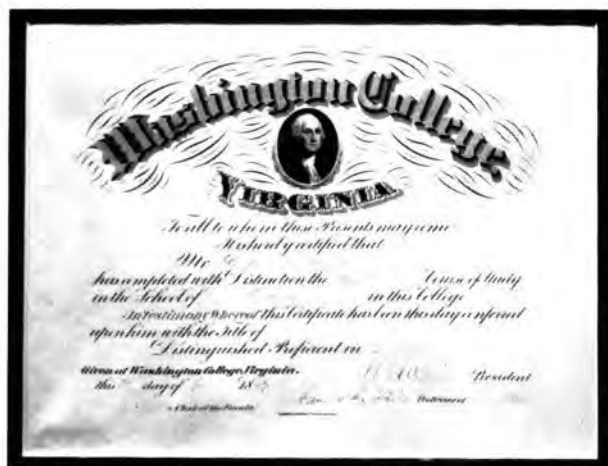 Washington College,
VIRGINIA.
To all to whom these Presents may come
It is hereby certified that
Mr
has completed with Distinction the Course of Study
in the School of in this College
In Testimony Whereof this Certificate has been this day conferred
upon him with the Title of
Distinguished Proficient in
Given at Washington College, Virginia.
President
this day of 18
Clerk of the Faculty